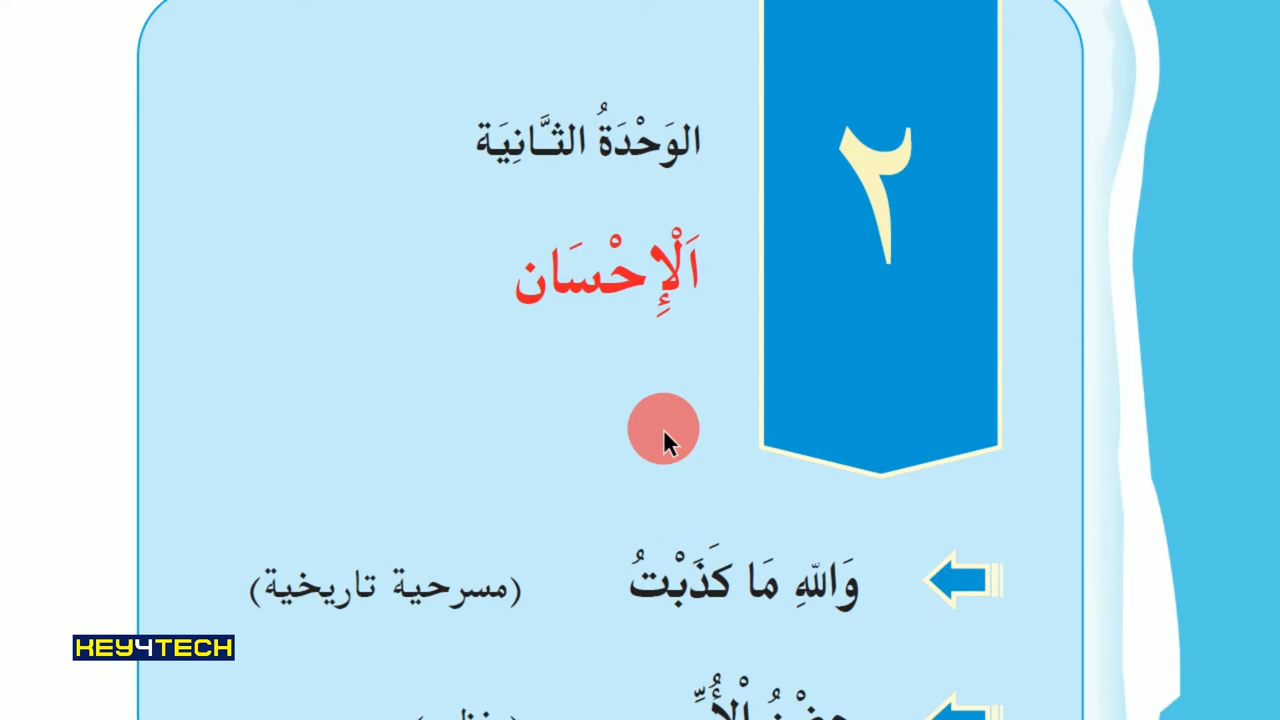 ٢
الوَحْدَةُ الثَّانِيَة
اَلْإِحْسَان
وَاللهِ مَا كَذَبْتُ (مسرحية تاريخية)
KEY4TECH